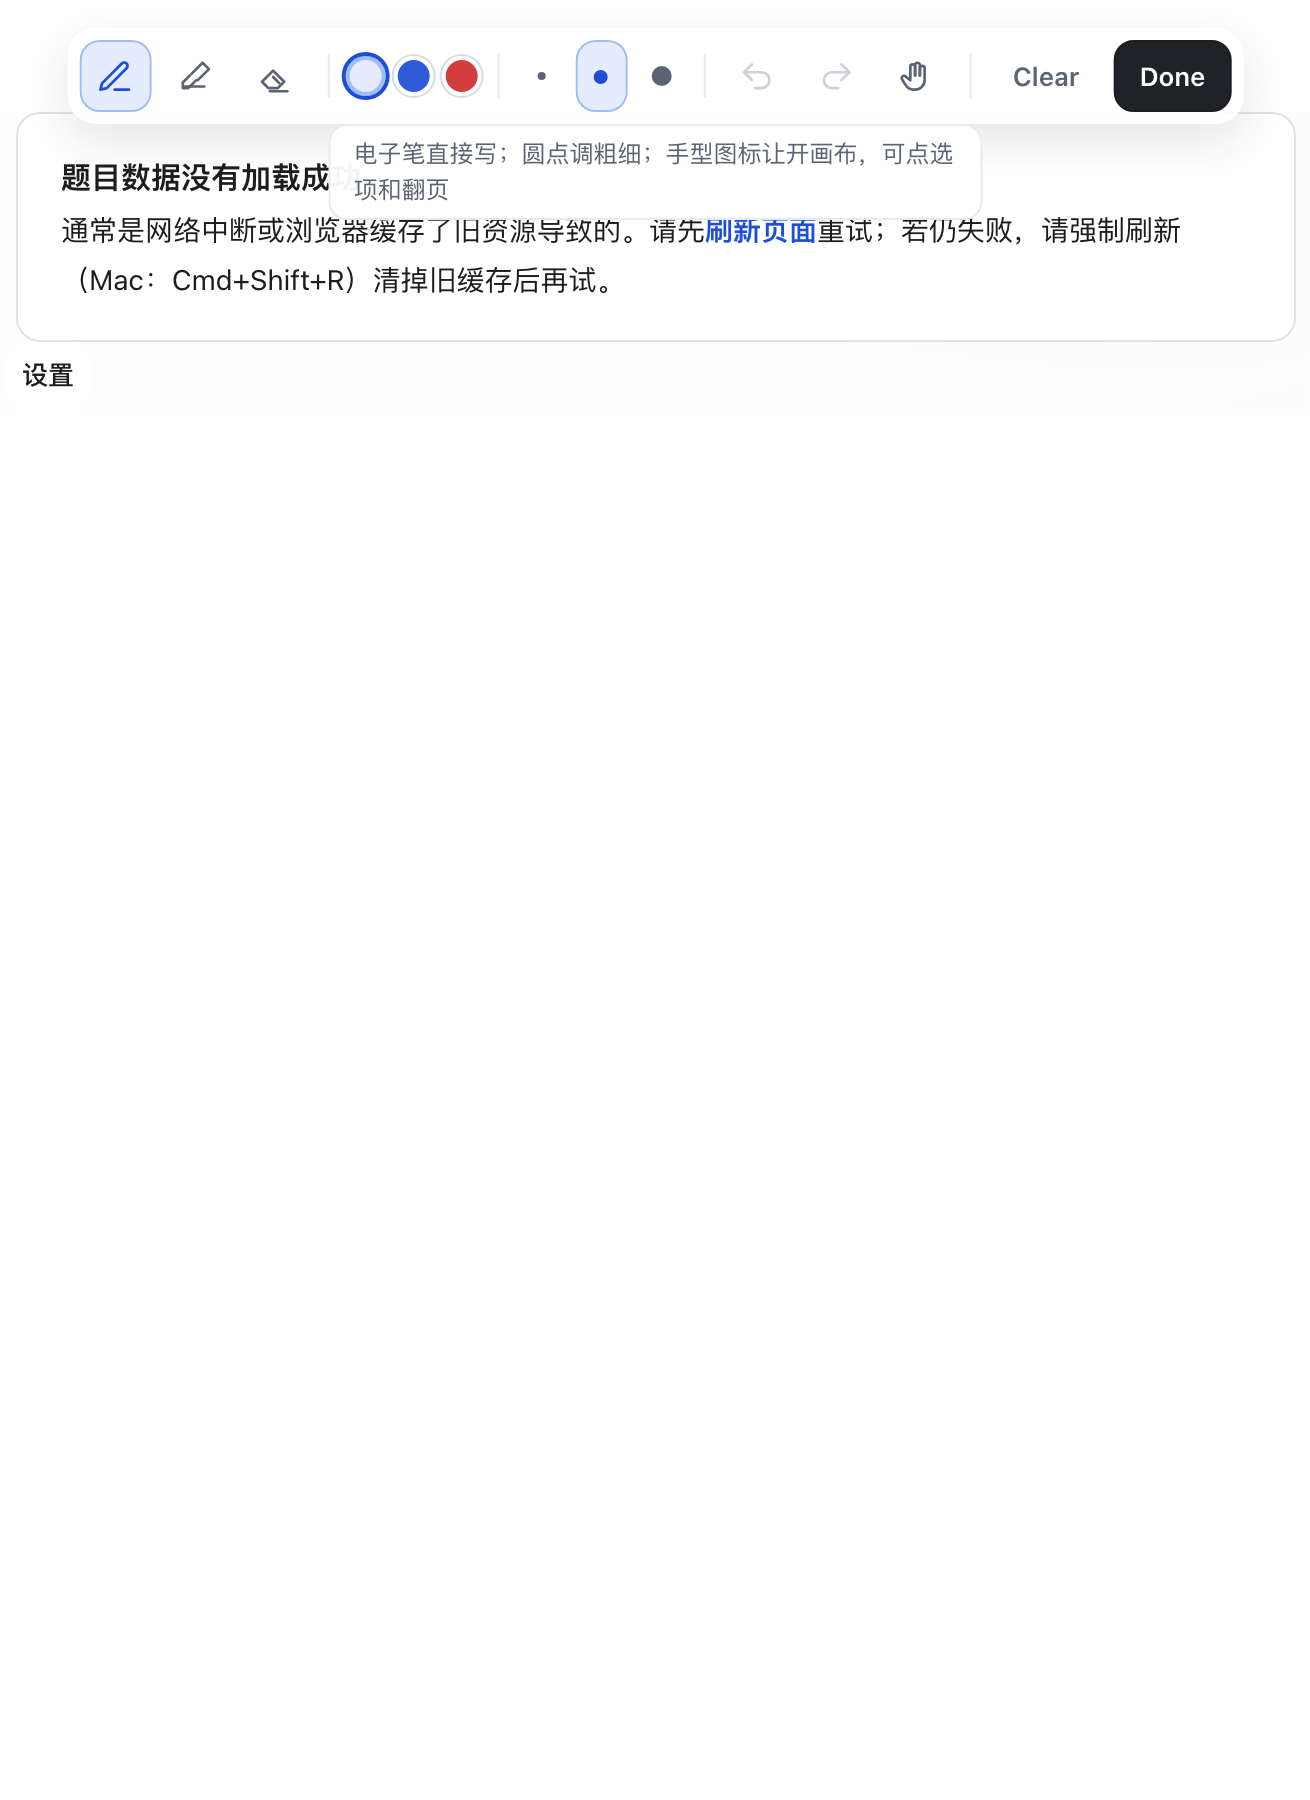 Clear
Done
电子笔直接写；圆点调粗细；手型图标让开画布，可点选
项和翻页
题目数据没有加载成功
通常是网络中断或浏览器缓存了旧资源导致的。请先刷新页面重试；若仍失败，请强制刷新
（Mac：Cmd+Shift+R）清掉旧缓存后再试。
设置